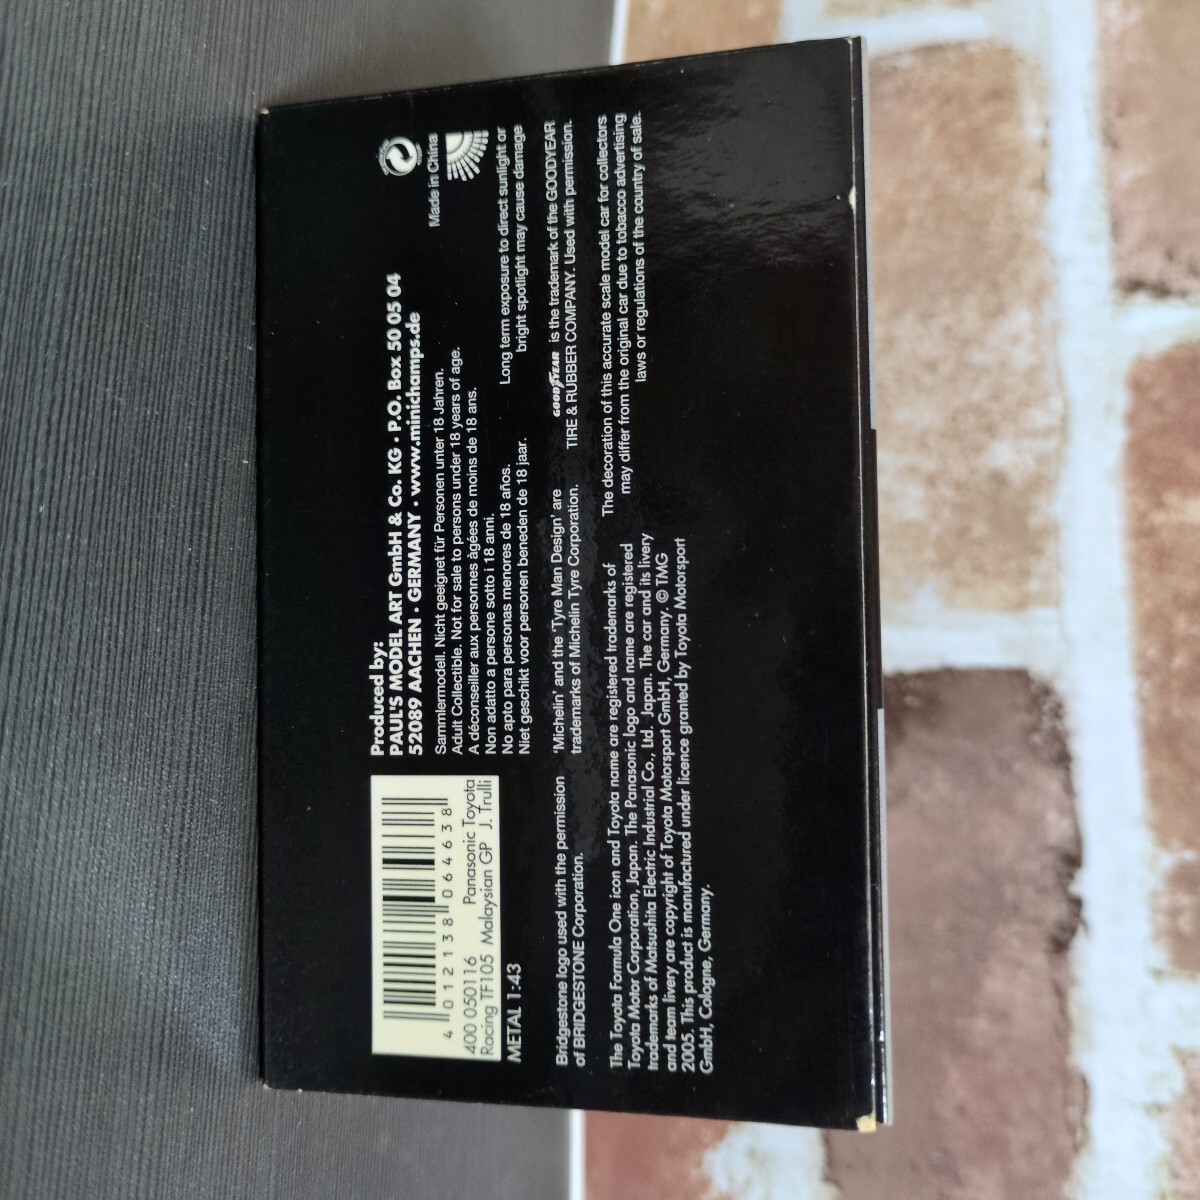 4 012138 064638
400 050116 Panasonic Toyota
Racing TF105 Malaysian GP J. Trulli
METAL 1:43
Produced by:
PAUL'S MODEL ART GmbH & Co. KG · P.O. Box 50 05 04
52089 AACHEN · GERMANY · www.minichamps.de
Sammlermodell. Nicht geeignet für Personen unter 18 Jahren.
Adult Collectible. Not for sale to persons under 18 years of age.
A déconseiller aux personnes âgées de moins de 18 ans.
Non adatto a persone sotto i 18 anni.
No apto para personas menores de 18 años.
Niet geschikt voor personen beneden de 18 jaar.
Made in China
Long term exposure to direct sunlight or
bright spotlight may cause damage
Bridgestone logo used with the permission
of BRIDGESTONE Corporation.
'Michelin' and the 'Tyre Man Design' are
trademarks of Michelin Tyre Corporation.
GOODYEAR is the trademark of the GOODYEAR
TIRE & RUBBER COMPANY. Used with permission.
The Toyota Formula One icon and Toyota name are registered trademarks of
Toyota Motor Corporation, Japan. The Panasonic logo and name are registered
trademarks of Matsushita Electric Industrial Co., Ltd. Japan. The car and its livery
and team livery are copyright of Toyota Motorsport GmbH, Germany. © TMG
2005. This product is manufactured under licence granted by Toyota Motorsport
GmbH, Cologne, Germany.
The decoration of this accurate scale model car for collectors
may differ from the original car due to tobacco advertising
laws or regulations of the country of sale.